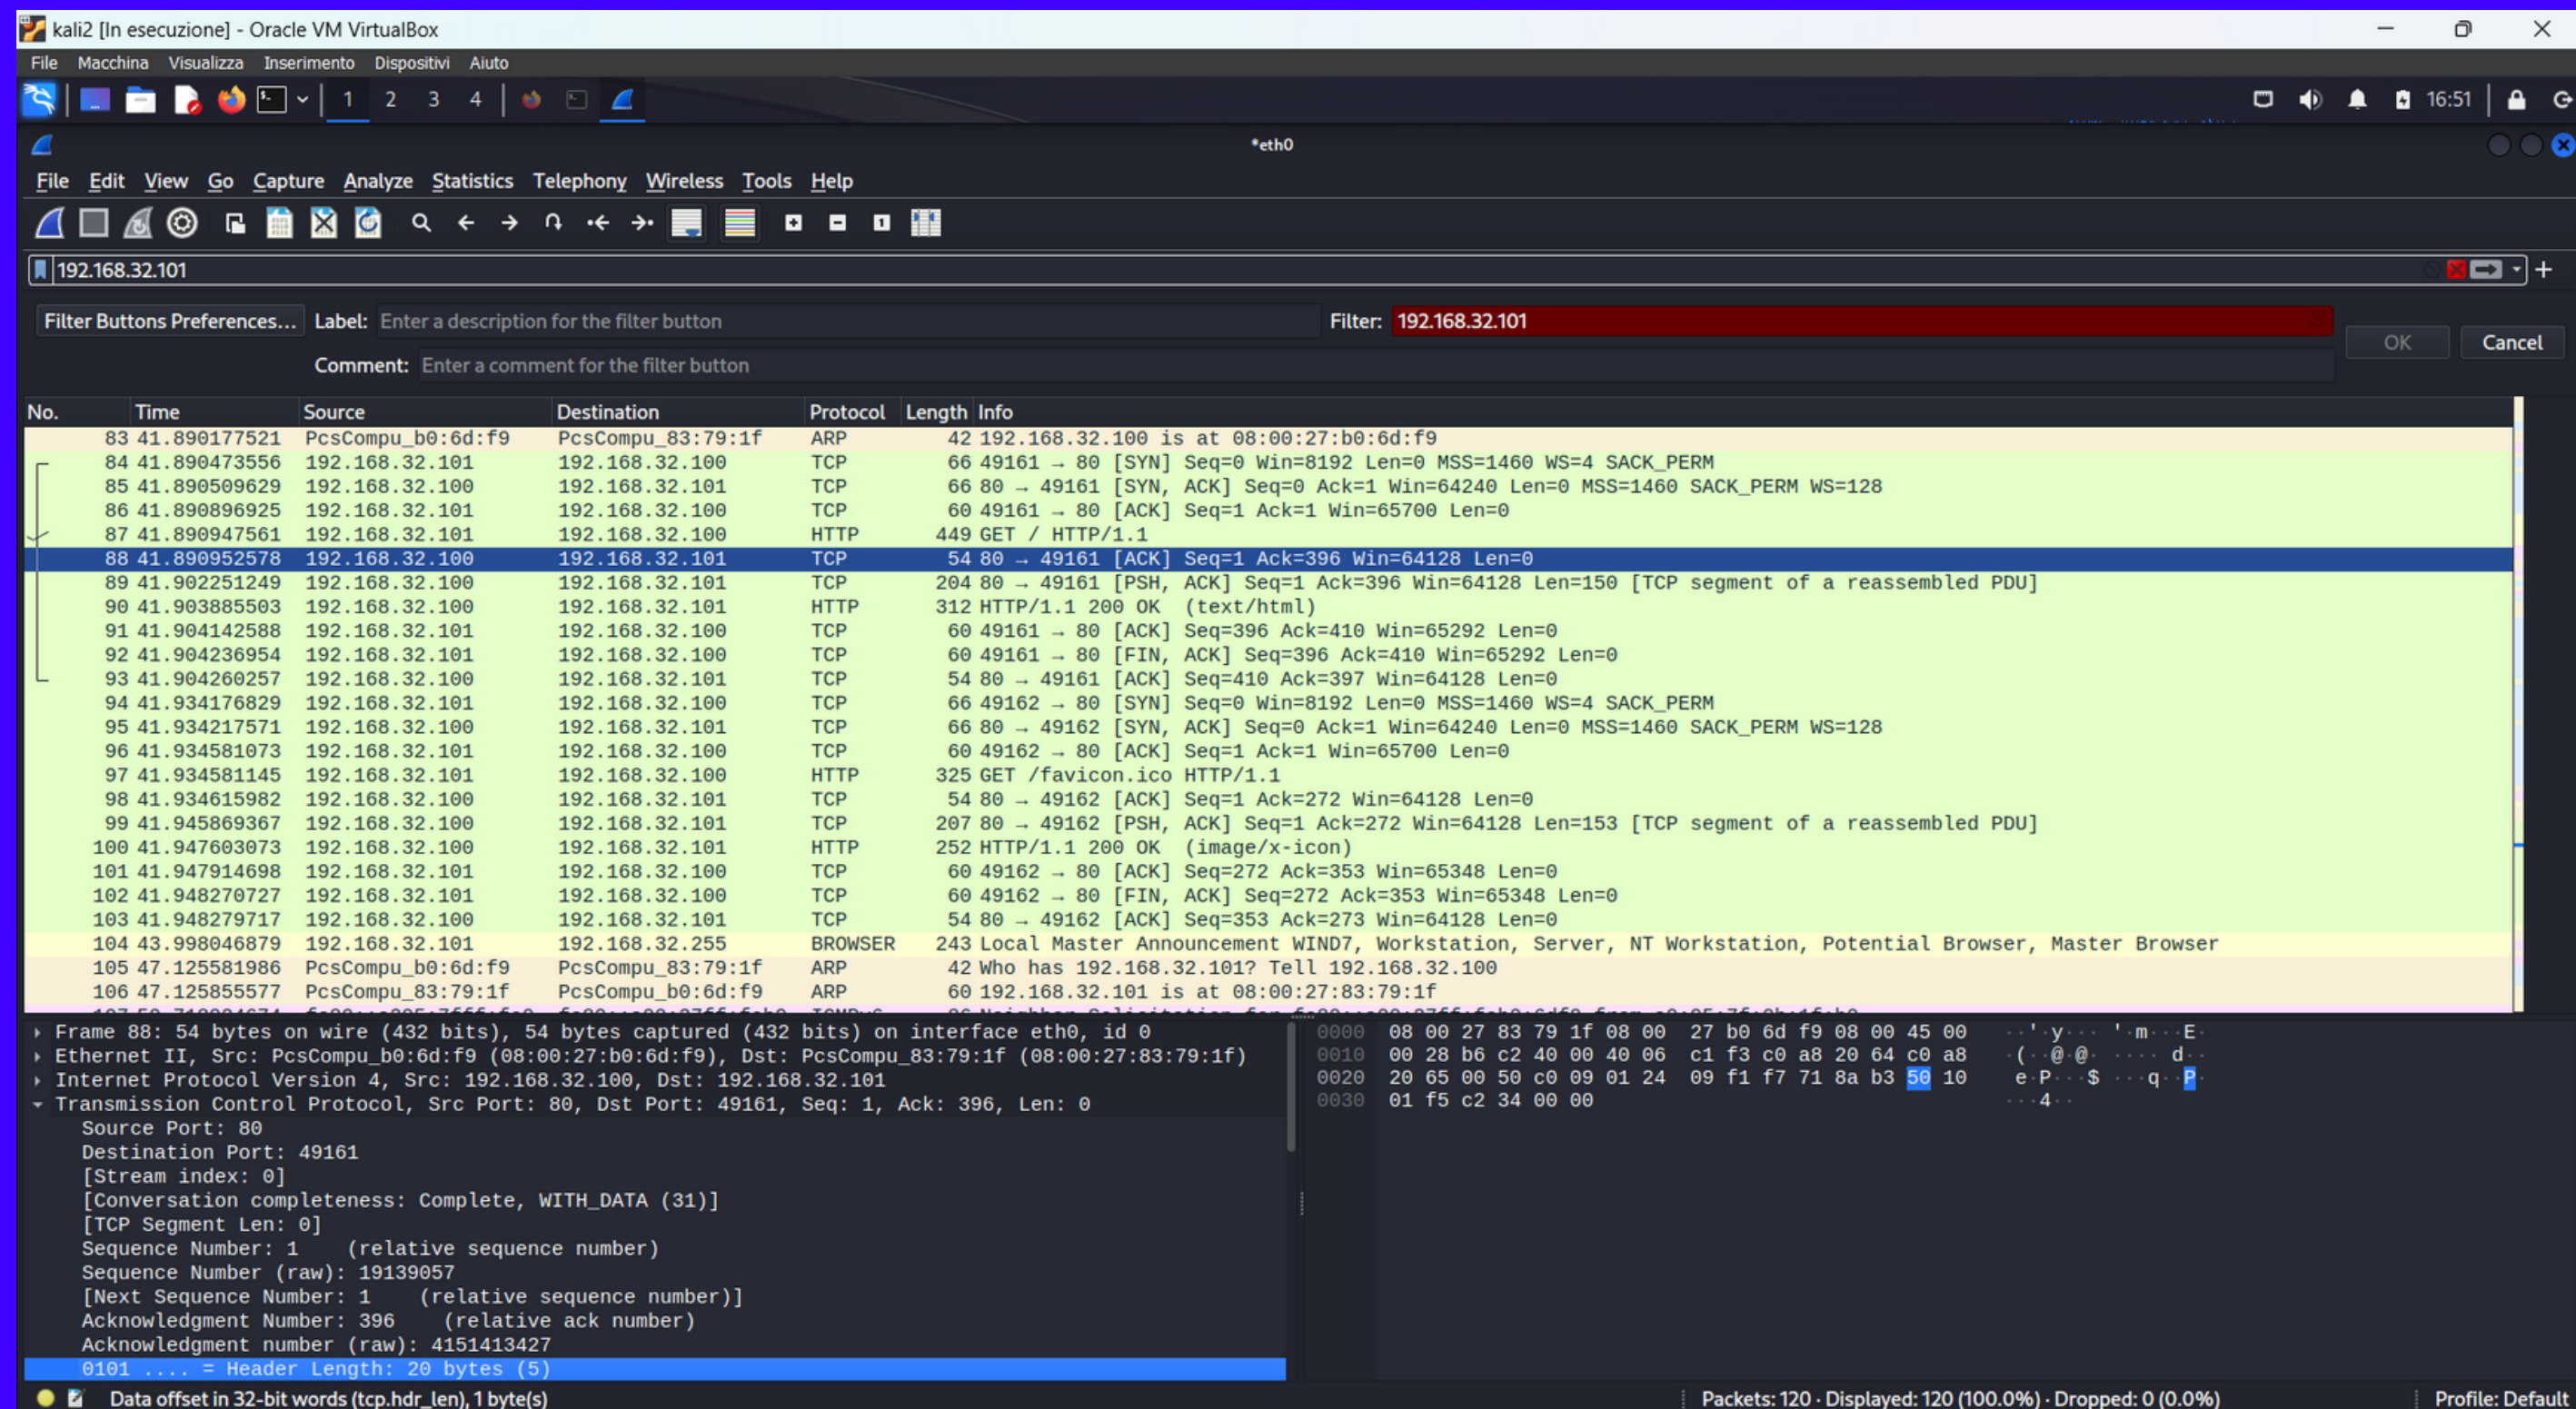 kali2 [In esecuzione] - Oracle VM VirtualBox
File Macchina Visualizza Inserimento Dispositivi Aiuto
1 2 3 4 16:51
*eth0
File Edit View Go Capture Analyze Statistics Telephony Wireless Tools Help
192.168.32.101
Filter Buttons Preferences... Label: Enter a description for the filter button Filter: 192.168.32.101
OK Cancel
Comment: Enter a comment for the filter button
No. Time Source Destination Protocol Length Info
83 41.890177521 PcsCompu_b0:6d:f9 PcsCompu_83:79:1f ARP 42 192.168.32.100 is at 08:00:27:b0:6d:f9
84 41.890473556 192.168.32.101 192.168.32.100 TCP 66 49161 → 80 [SYN] Seq=0 Win=8192 Len=0 MSS=1460 WS=4 SACK_PERM
85 41.890509629 192.168.32.100 192.168.32.101 TCP 66 80 → 49161 [SYN, ACK] Seq=0 Ack=1 Win=64240 Len=0 MSS=1460 SACK_PERM WS=128
86 41.890896925 192.168.32.101 192.168.32.100 TCP 60 49161 → 80 [ACK] Seq=1 Ack=1 Win=65700 Len=0
87 41.890947561 192.168.32.101 192.168.32.100 HTTP 449 GET / HTTP/1.1
88 41.890952578 192.168.32.100 192.168.32.101 TCP 54 80 → 49161 [ACK] Seq=1 Ack=396 Win=64128 Len=0
89 41.902251249 192.168.32.100 192.168.32.101 TCP 204 80 → 49161 [PSH, ACK] Seq=1 Ack=396 Win=64128 Len=150 [TCP segment of a reassembled PDU]
90 41.903885503 192.168.32.100 192.168.32.101 HTTP 312 HTTP/1.1 200 OK (text/html)
91 41.904142588 192.168.32.101 192.168.32.100 TCP 60 49161 → 80 [ACK] Seq=396 Ack=410 Win=65292 Len=0
92 41.904236954 192.168.32.101 192.168.32.100 TCP 60 49161 → 80 [FIN, ACK] Seq=396 Ack=410 Win=65292 Len=0
93 41.904260257 192.168.32.100 192.168.32.101 TCP 54 80 → 49161 [ACK] Seq=410 Ack=397 Win=64128 Len=0
94 41.934176829 192.168.32.101 192.168.32.100 TCP 66 49162 → 80 [SYN] Seq=0 Win=8192 Len=0 MSS=1460 WS=4 SACK_PERM
95 41.934217571 192.168.32.100 192.168.32.101 TCP 66 80 → 49162 [SYN, ACK] Seq=0 Ack=1 Win=64240 Len=0 MSS=1460 SACK_PERM WS=128
96 41.934581073 192.168.32.101 192.168.32.100 TCP 60 49162 → 80 [ACK] Seq=1 Ack=1 Win=65700 Len=0
97 41.934581145 192.168.32.101 192.168.32.100 HTTP 325 GET /favicon.ico HTTP/1.1
98 41.934615982 192.168.32.100 192.168.32.101 TCP 54 80 → 49162 [ACK] Seq=1 Ack=272 Win=64128 Len=0
99 41.945869367 192.168.32.100 192.168.32.101 TCP 207 80 → 49162 [PSH, ACK] Seq=1 Ack=272 Win=64128 Len=153 [TCP segment of a reassembled PDU]
100 41.947603073 192.168.32.100 192.168.32.101 HTTP 252 HTTP/1.1 200 OK (image/x-icon)
101 41.947914698 192.168.32.101 192.168.32.100 TCP 60 49162 → 80 [ACK] Seq=272 Ack=353 Win=65348 Len=0
102 41.948270727 192.168.32.101 192.168.32.100 TCP 60 49162 → 80 [FIN, ACK] Seq=272 Ack=353 Win=65348 Len=0
103 41.948279717 192.168.32.100 192.168.32.101 TCP 54 80 → 49162 [ACK] Seq=353 Ack=273 Win=64128 Len=0
104 43.998046879 192.168.32.101 192.168.32.255 BROWSER 243 Local Master Announcement WIND7, Workstation, Server, NT Workstation, Potential Browser, Master Browser
105 47.125581986 PcsCompu_b0:6d:f9 PcsCompu_83:79:1f ARP 42 Who has 192.168.32.101? Tell 192.168.32.100
106 47.125855577 PcsCompu_83:79:1f PcsCompu_b0:6d:f9 ARP 60 192.168.32.101 is at 08:00:27:83:79:1f
Frame 88: 54 bytes on wire (432 bits), 54 bytes captured (432 bits) on interface eth0, id 0
Ethernet II, Src: PcsCompu_b0:6d:f9 (08:00:27:b0:6d:f9), Dst: PcsCompu_83:79:1f (08:00:27:83:79:1f)
Internet Protocol Version 4, Src: 192.168.32.100, Dst: 192.168.32.101
Transmission Control Protocol, Src Port: 80, Dst Port: 49161, Seq: 1, Ack: 396, Len: 0
Source Port: 80
Destination Port: 49161
[Stream index: 0]
[Conversation completeness: Complete, WITH_DATA (31)]
[TCP Segment Len: 0]
Sequence Number: 1 (relative sequence number)
Sequence Number (raw): 19139057
[Next Sequence Number: 1 (relative sequence number)]
Acknowledgment Number: 396 (relative ack number)
Acknowledgment number (raw): 4151413427
0101 .... = Header Length: 20 bytes (5)
0000 08 00 27 83 79 1f 08 00 27 b0 6d f9 08 00 45 00 ··'·y··· '·m···E·
0010 00 28 b6 c2 40 00 40 06 c1 f3 c0 a8 20 64 c0 a8 ·(··@·@· ···· d··
0020 20 65 00 50 c0 09 01 24 09 f1 f7 71 8a b3 50 10 e·P···$ ···q··P·
0030 01 f5 c2 34 00 00 ···4··
Data offset in 32-bit words (tcp.hdr_len), 1 byte(s)
Packets: 120 · Displayed: 120 (100.0%) · Dropped: 0 (0.0%)
Profile: Default